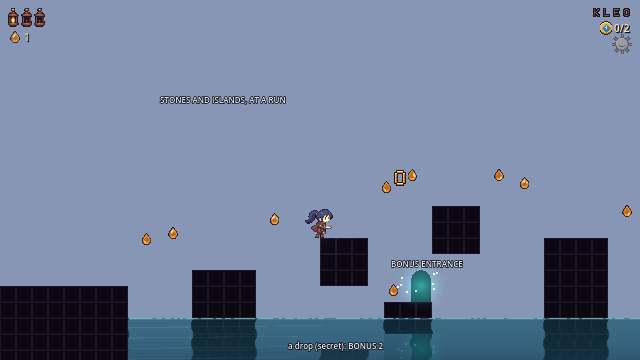 KLEO
1
0/2
STONES AND ISLANDS, AT A RUN
BONUS ENTRANCE
a drop (secret): BONUS 2